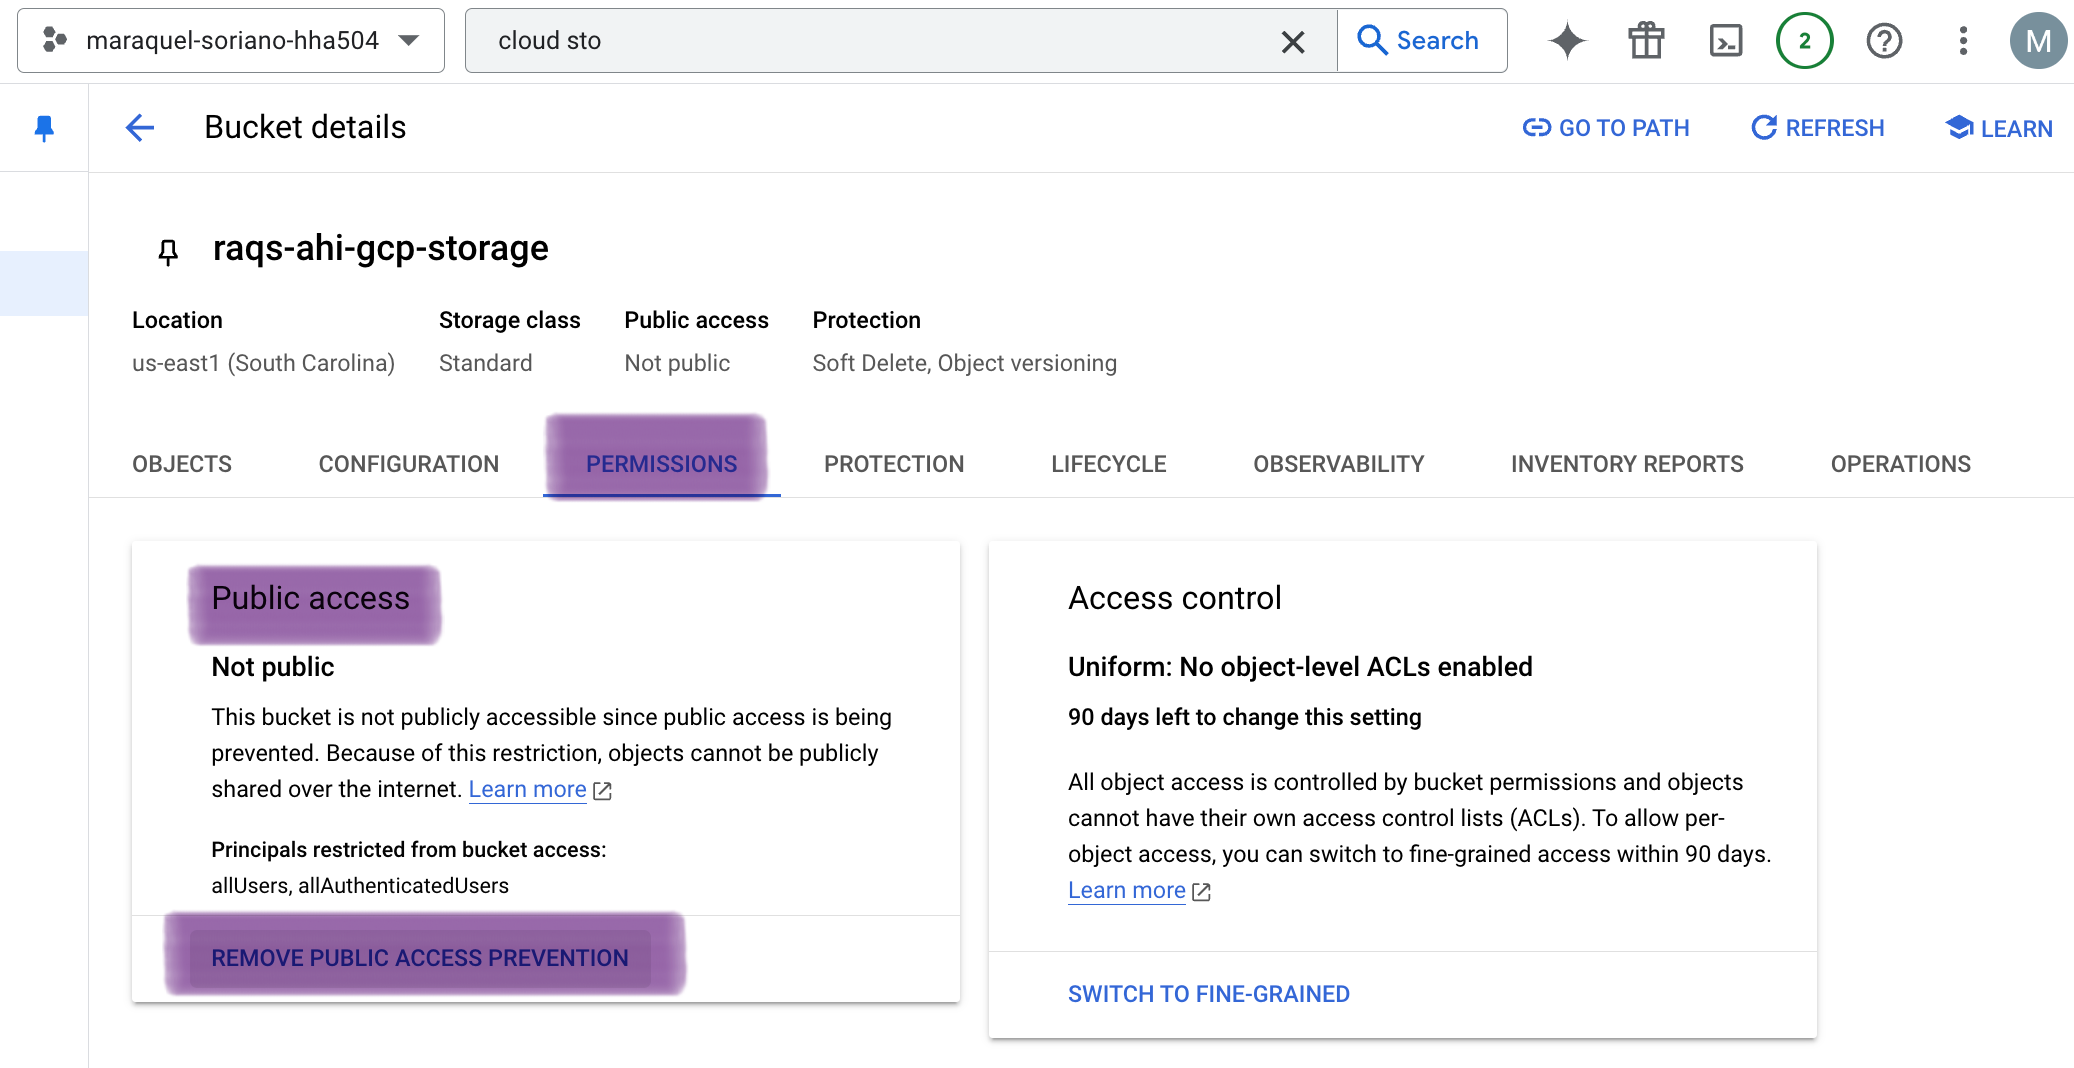 maraquel-soriano-hha504
cloud sto
Search
2
M
Bucket details
GO TO PATH
REFRESH
LEARN
raqs-ahi-gcp-storage
Location
Storage class
Public access
Protection
us-east1 (South Carolina)
Standard
Not public
Soft Delete, Object versioning
OBJECTS
CONFIGURATION
PERMISSIONS
PROTECTION
LIFECYCLE
OBSERVABILITY
INVENTORY REPORTS
OPERATIONS
Public access
Not public
This bucket is not publicly accessible since public access is being
prevented. Because of this restriction, objects cannot be publicly
shared over the internet. Learn more
Principals restricted from bucket access:
allUsers, allAuthenticatedUsers
REMOVE PUBLIC ACCESS PREVENTION
Access control
Uniform: No object-level ACLs enabled
90 days left to change this setting
All object access is controlled by bucket permissions and objects
cannot have their own access control lists (ACLs). To allow per-
object access, you can switch to fine-grained access within 90 days.
Learn more
SWITCH TO FINE-GRAINED